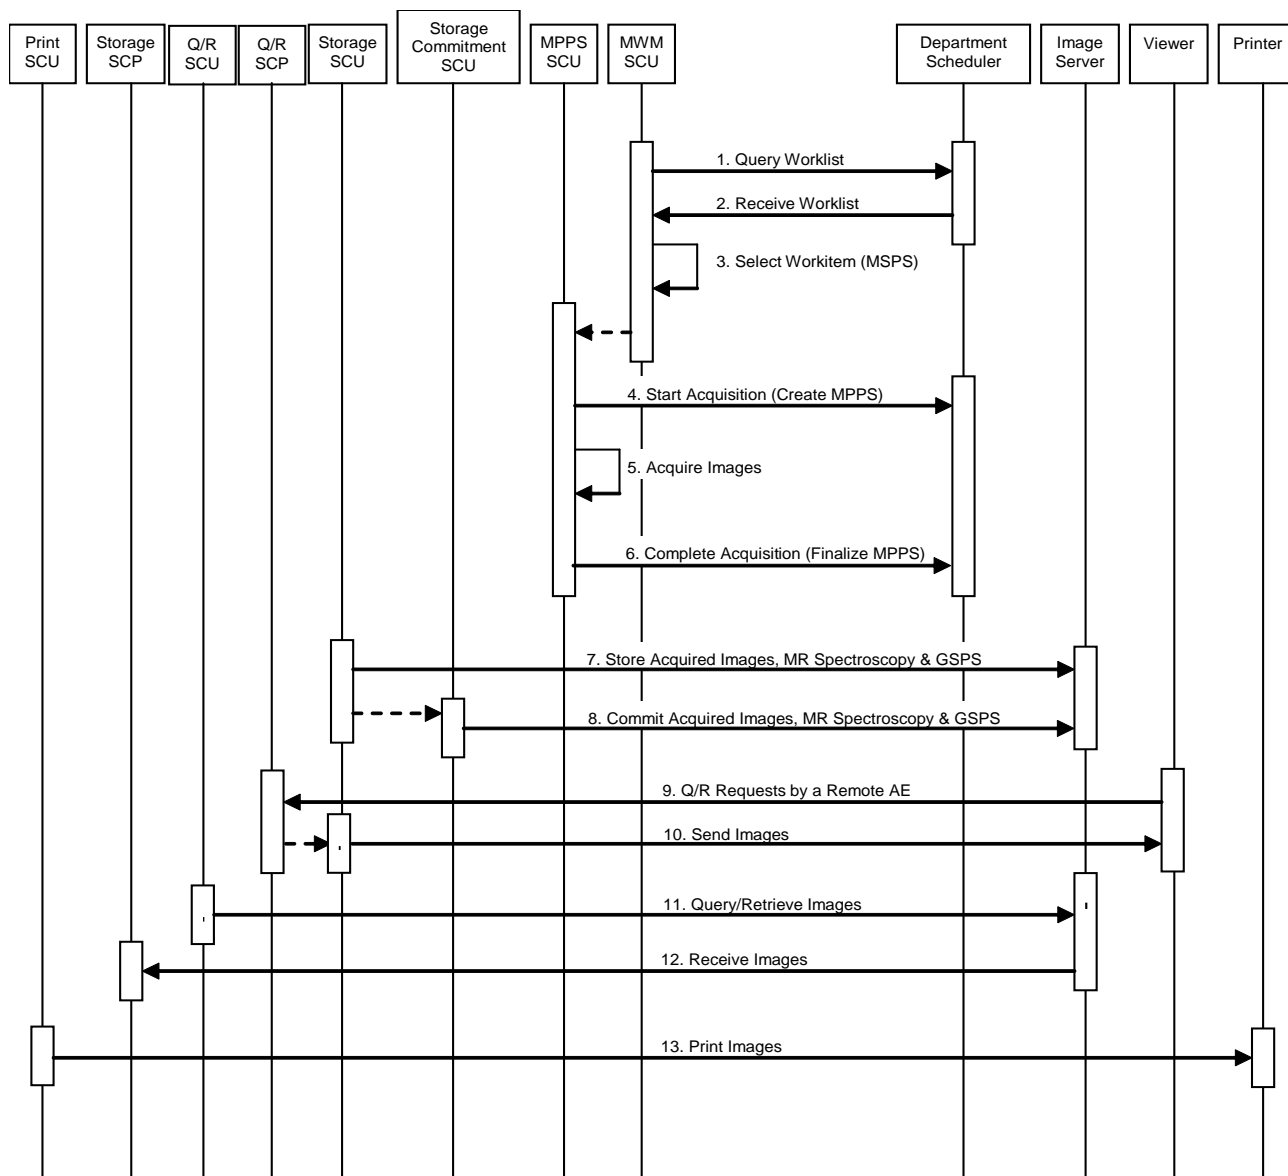 Print
SCU
Storage
SCP
Q/R
SCU
Q/R
SCP
Storage
SCU
Storage
Commitment
SCU
MPPS
SCU
MWM
SCU
Department
Scheduler
Image
Server
Viewer
Printer
1. Query Worklist
2. Receive Worklist
3. Select Workitem (MSPS)
4. Start Acquisition (Create MPPS)
5. Acquire Images
6. Complete Acquisition (Finalize MPPS)
7. Store Acquired Images, MR Spectroscopy & GSPS
8. Commit Acquired Images, MR Spectroscopy & GSPS
9. Q/R Requests by a Remote AE
10. Send Images
11. Query/Retrieve Images
12. Receive Images
13. Print Images